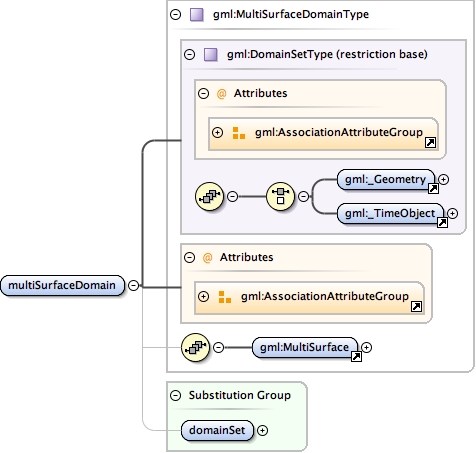 gml:MultiSurfaceDomainType
gml:DomainSetType (restriction base)
@ Attributes
gml:AssociationAttributeGroup
gml:_Geometry
gml:_TimeObject
@ Attributes
gml:AssociationAttributeGroup
multiSurfaceDomain
gml:MultiSurface
Substitution Group
domainSet